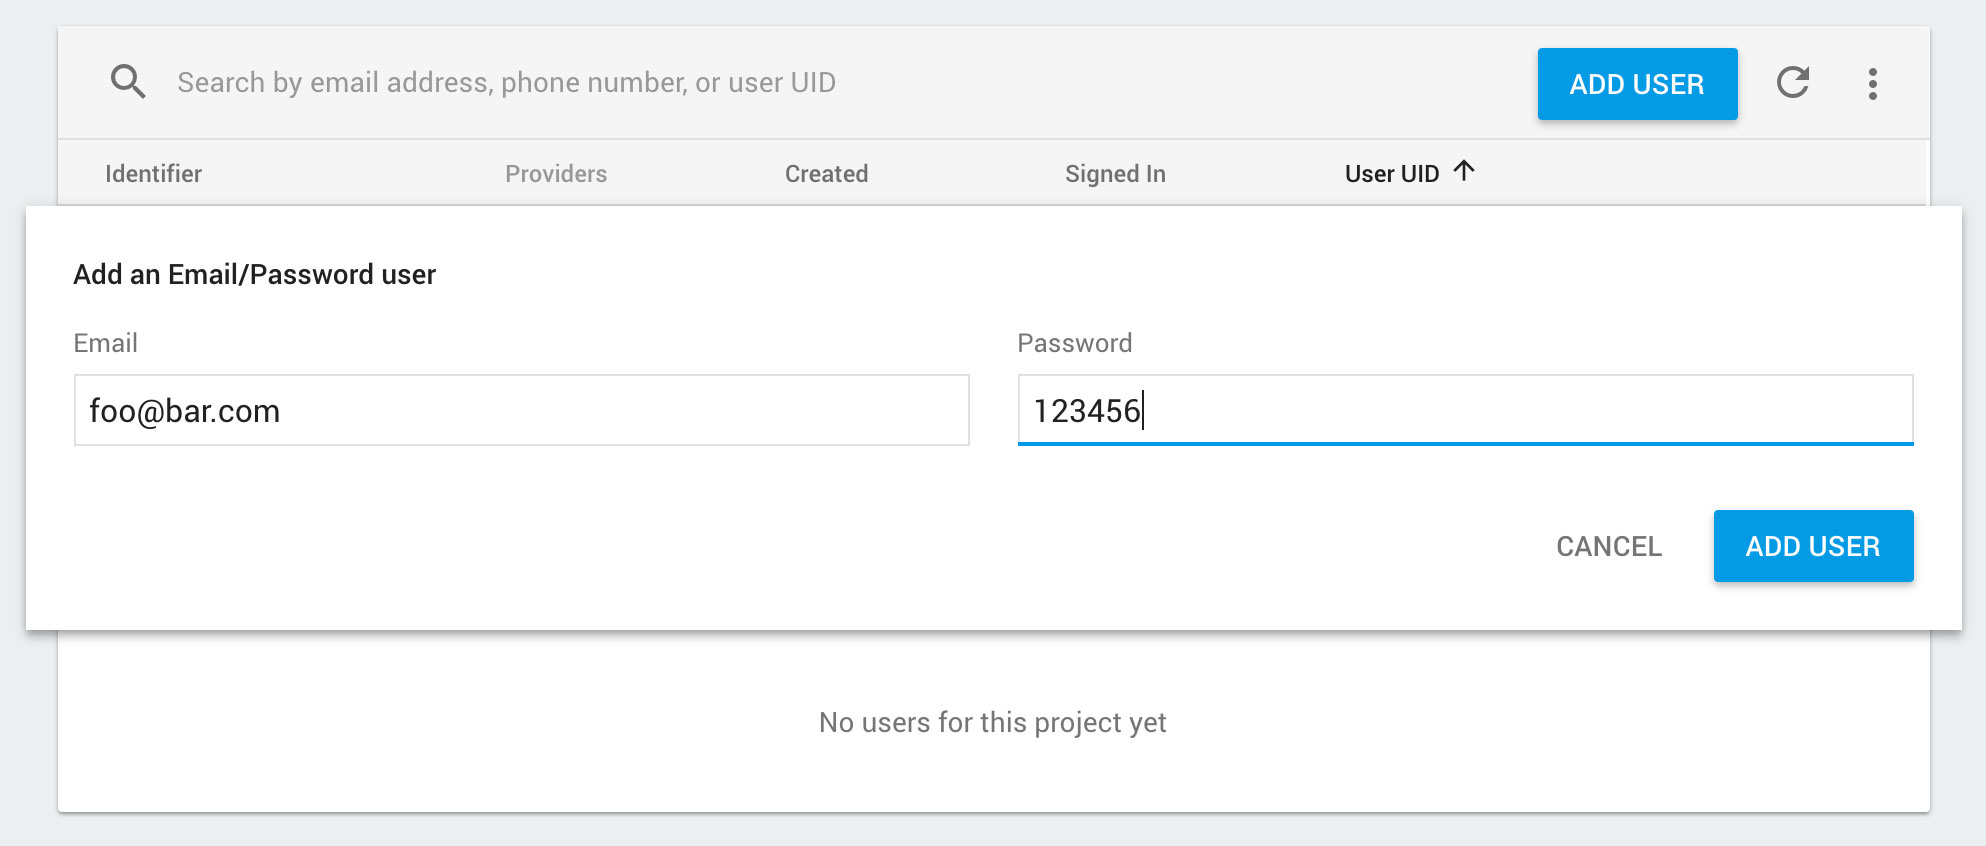 Search by email address, phone number, or user UID ADD USER
Identifier Providers Created Signed In User UID
Add an Email/Password user
Email Password
foo@bar.com 123456
CANCEL ADD USER
No users for this project yet